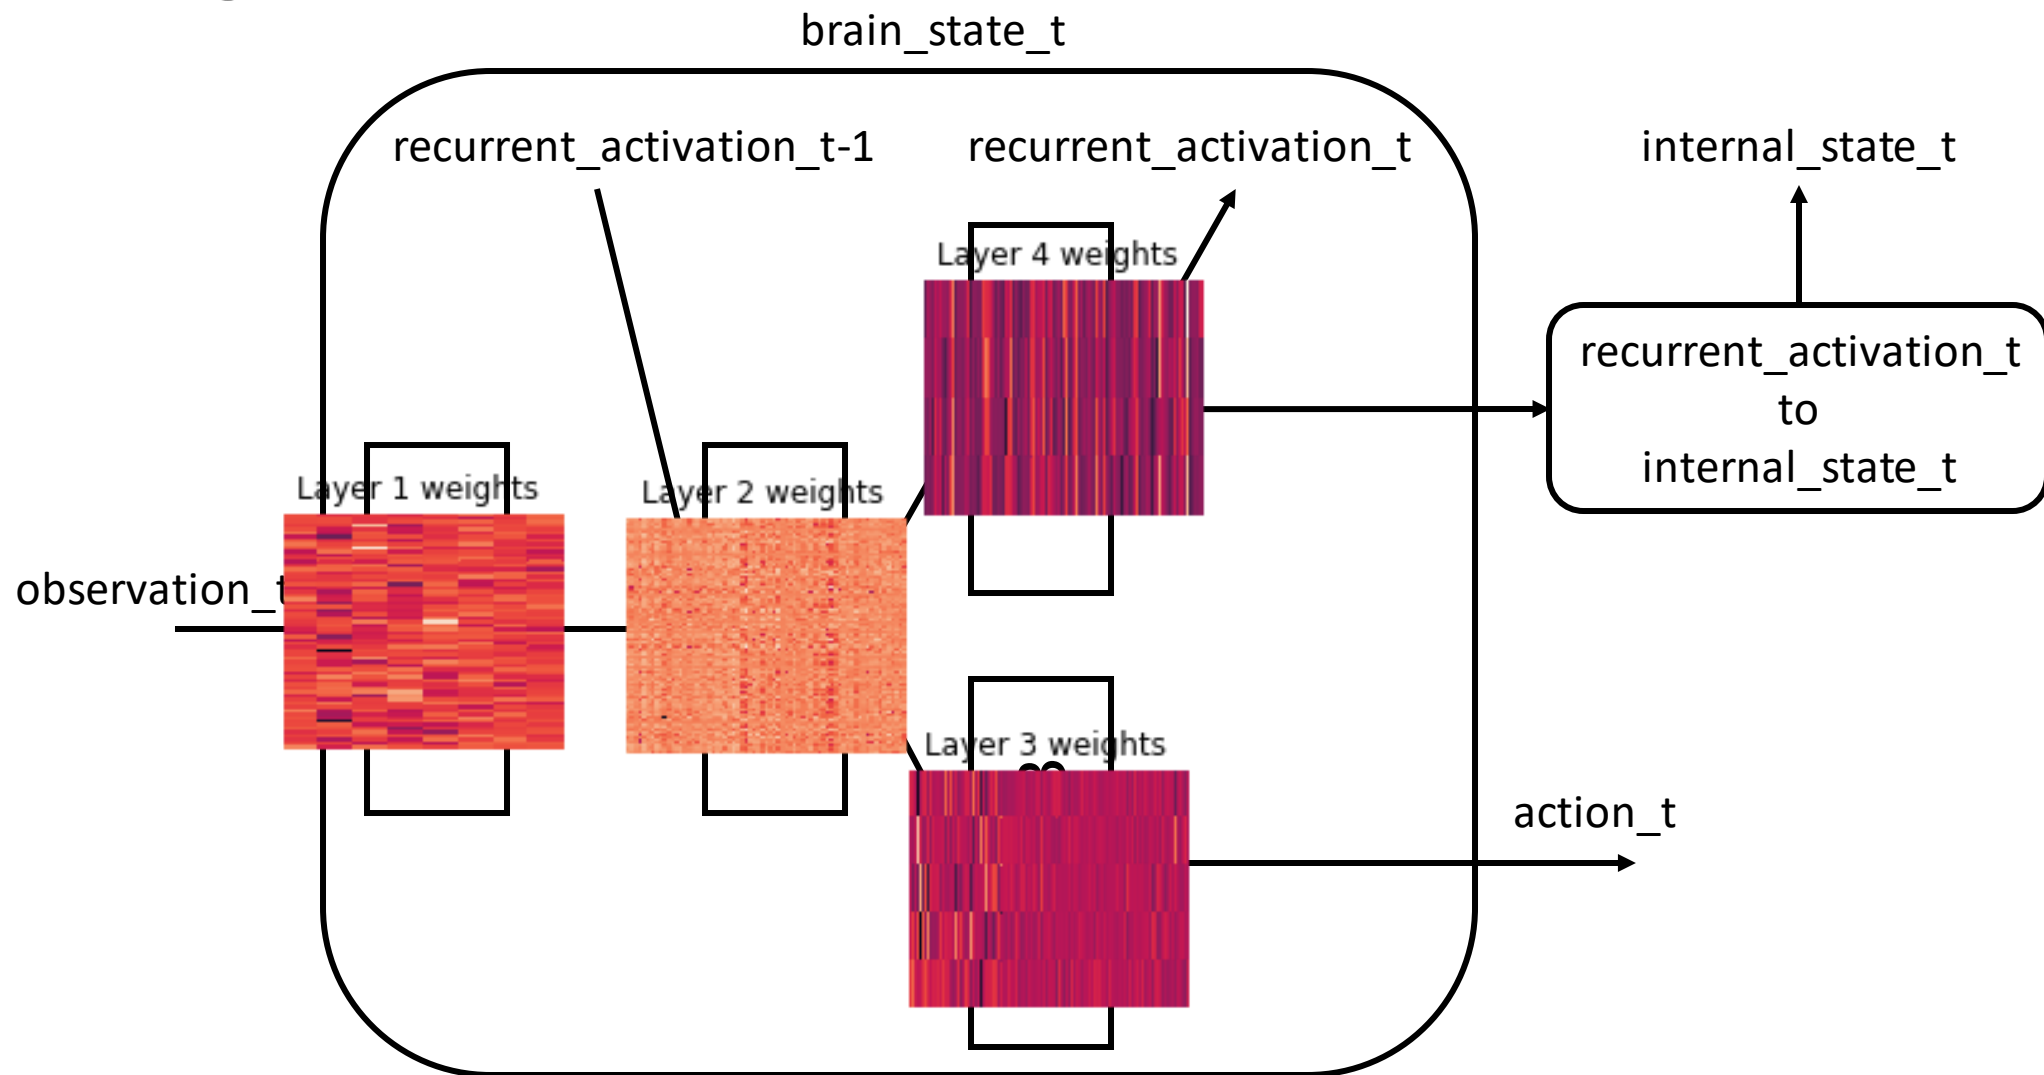 brain_state_t
recurrent_activation_t-1
recurrent_activation_t
internal_state_t
Layer 4 weights
recurrent_activation_t
to
internal_state_t
Layer 1 weights
Layer 2 weights
observation_t
Layer 3 weights
action_t